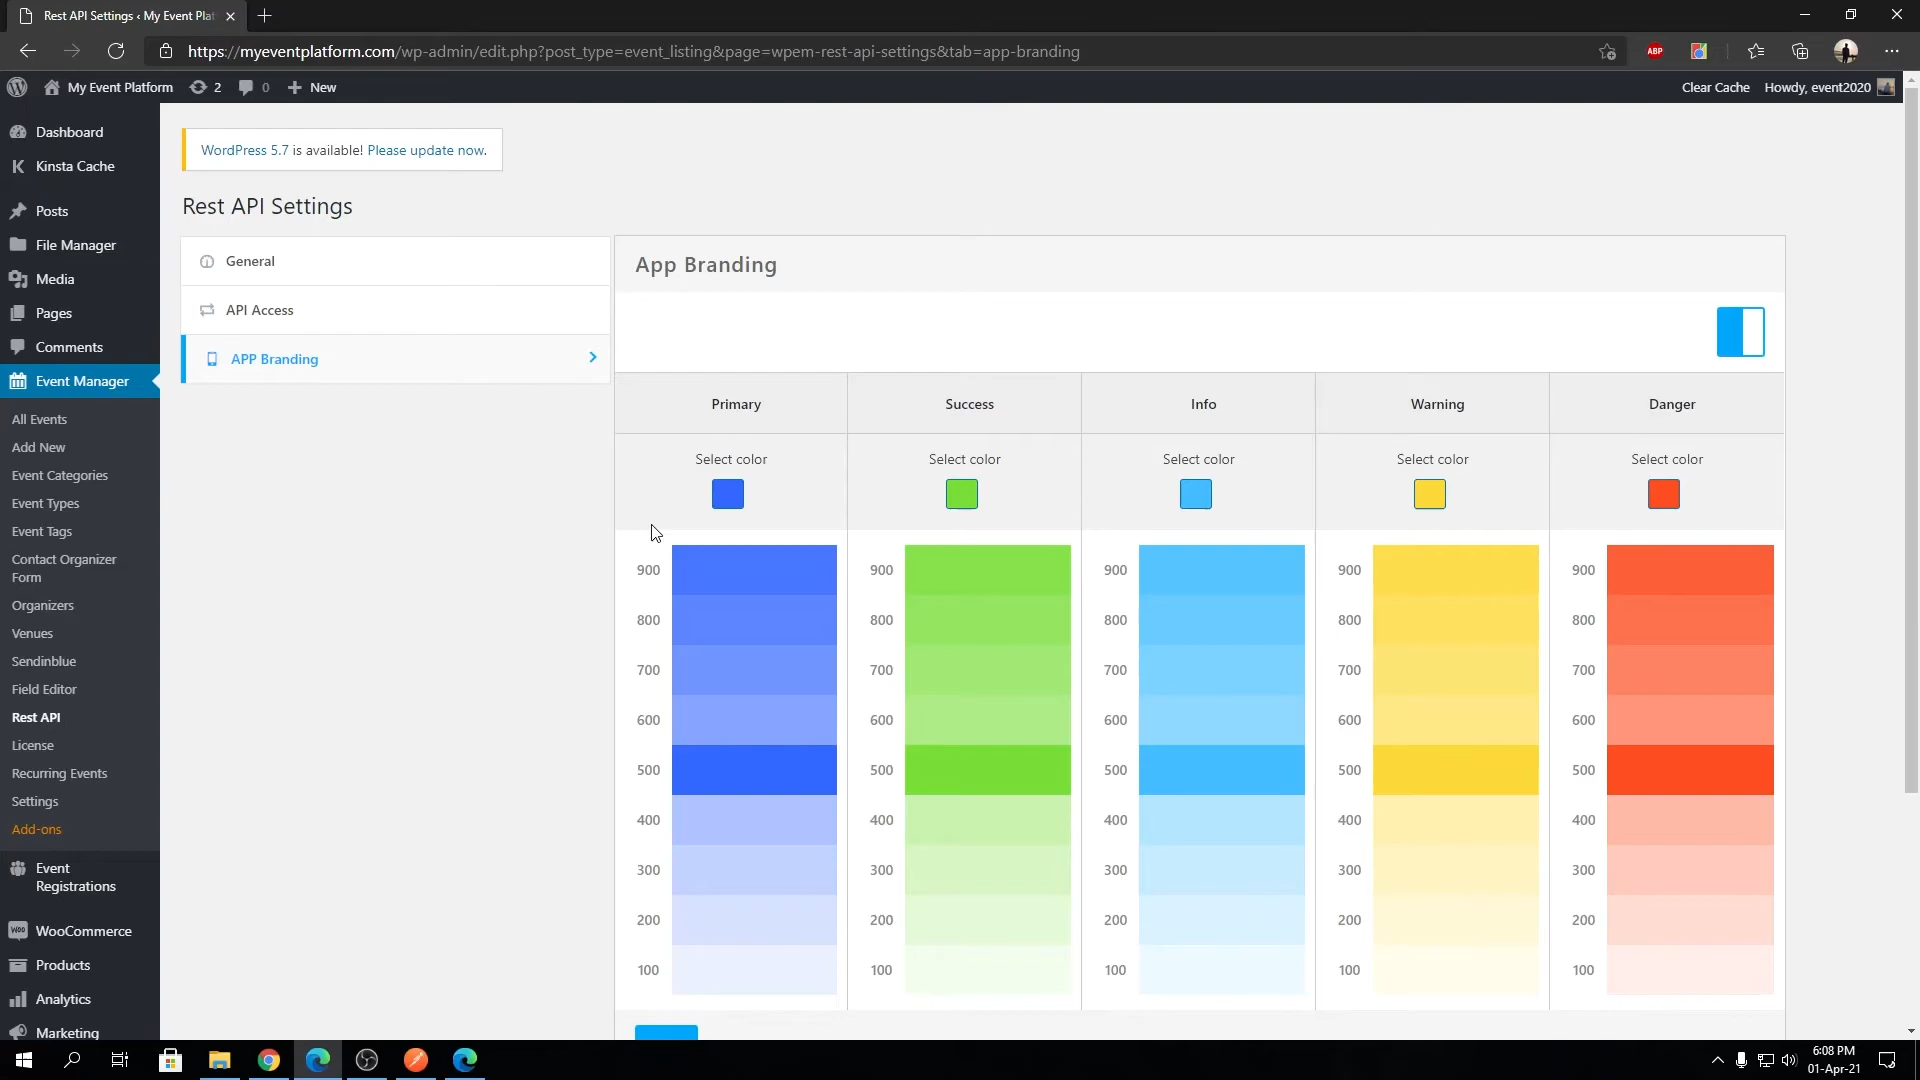 Rest API Settings ‹ My Event Plat
https://myeventplatform.com/wp-admin/edit.php?post_type=event_listing&page=wpem-rest-api-settings&tab=app-branding
ABP
My Event Platform
2
0
New
Clear Cache
Howdy, event2020
Dashboard
Kinsta Cache
Posts
File Manager
Media
Pages
Comments
Event Manager
All Events
Add New
Event Categories
Event Types
Event Tags
Contact Organizer
Form
Organizers
Venues
Sendinblue
Field Editor
Rest API
License
Recurring Events
Settings
Add-ons
Event
Registrations
WooCommerce
Products
Analytics
Marketing
WordPress 5.7 is available! Please update now.
Rest API Settings
General
API Access
APP Branding
App Branding
Primary Success Info Warning Danger
Select color Select color Select color Select color Select color
900 900 900 900 900
800 800 800 800 800
700 700 700 700 700
600 600 600 600 600
500 500 500 500 500
400 400 400 400 400
300 300 300 300 300
200 200 200 200 200
100 100 100 100 100
6:08 PM
01-Apr-21